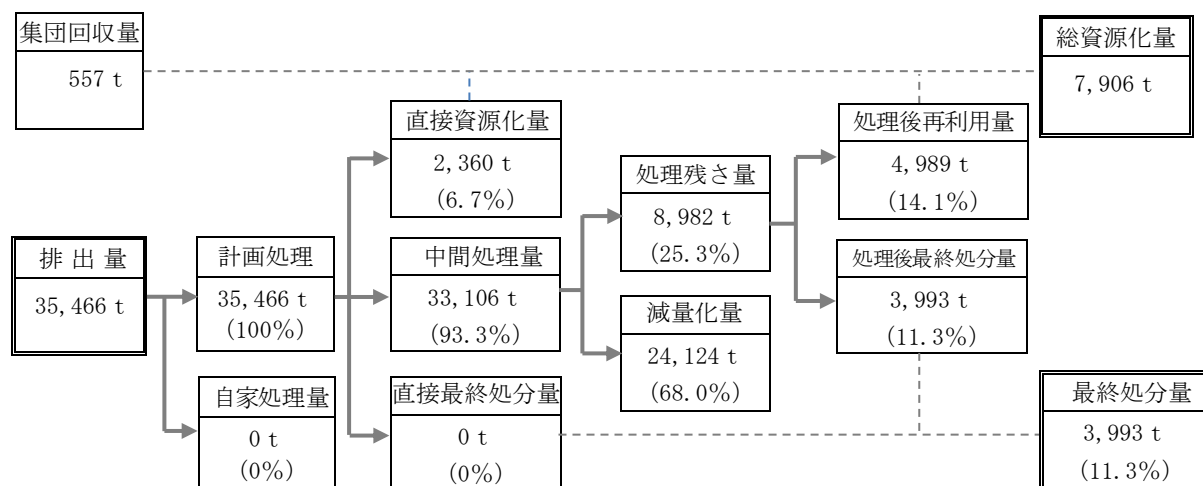 集団回収量
557 t
総資源化量
7,906 t
直接資源化量
2,360 t
(6.7%)
処理後再利用量
4,989 t
(14.1%)
処理残さ量
8,982 t
(25.3%)
排出量
35,466 t
計画処理
35,466 t
(100%)
中間処理量
33,106 t
(93.3%)
処理後最終処分量
3,993 t
(11.3%)
減量化量
24,124 t
(68.0%)
自家処理量
0 t
(0%)
直接最終処分量
0 t
(0%)
最終処分量
3,993 t
(11.3%)